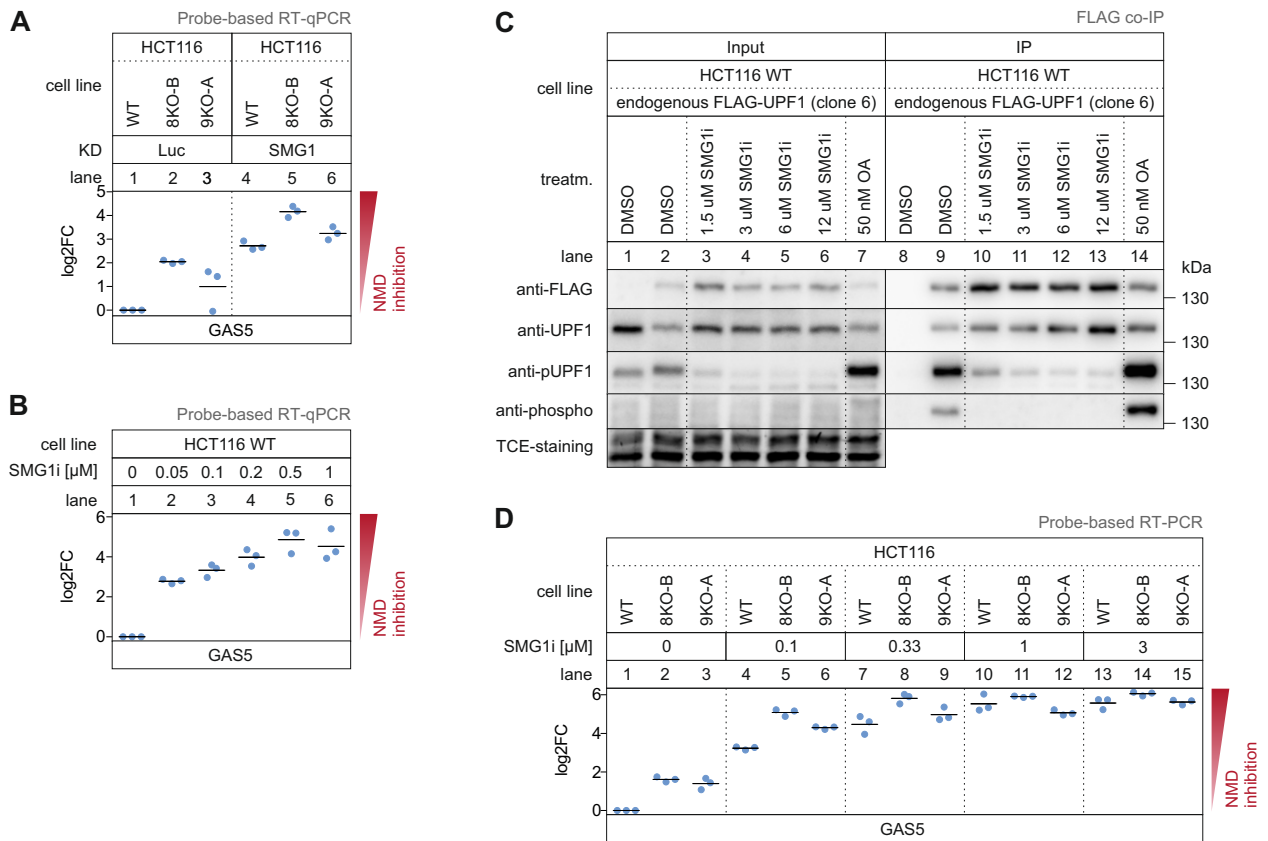 A
Probe-based RT-qPCR
HCT116 HCT116
cell line WT 8KO-B 9KO-A WT 8KO-B 9KO-A
KD Luc SMG1
lane 1 2 3 4 5 6
log2FC
5
4
3
2
1
0
GAS5
NMD inhibition
B
Probe-based RT-qPCR
cell line HCT116 WT
SMG1i [µM] 0 0.05 0.1 0.2 0.5 1
lane 1 2 3 4 5 6
log2FC
6
4
2
0
GAS5
NMD inhibition
C
FLAG co-IP
Input IP
cell line HCT116 WT HCT116 WT
endogenous FLAG-UPF1 (clone 6) endogenous FLAG-UPF1 (clone 6)
treatm. DMSO DMSO 1.5 uM SMG1i 3 uM SMG1i 6 uM SMG1i 12 uM SMG1i 50 nM OA DMSO DMSO 1.5 uM SMG1i 3 uM SMG1i 6 uM SMG1i 12 uM SMG1i 50 nM OA
lane 1 2 3 4 5 6 7 8 9 10 11 12 13 14 kDa
anti-FLAG 130
anti-UPF1 130
anti-pUPF1 130
anti-phospho 130
TCE-staining
D
Probe-based RT-PCR
HCT116
cell line WT 8KO-B 9KO-A WT 8KO-B 9KO-A WT 8KO-B 9KO-A WT 8KO-B 9KO-A WT 8KO-B 9KO-A
SMG1i [µM] 0 0.1 0.33 1 3
lane 1 2 3 4 5 6 7 8 9 10 11 12 13 14 15
log2FC
6
4
2
0
GAS5
NMD inhibition